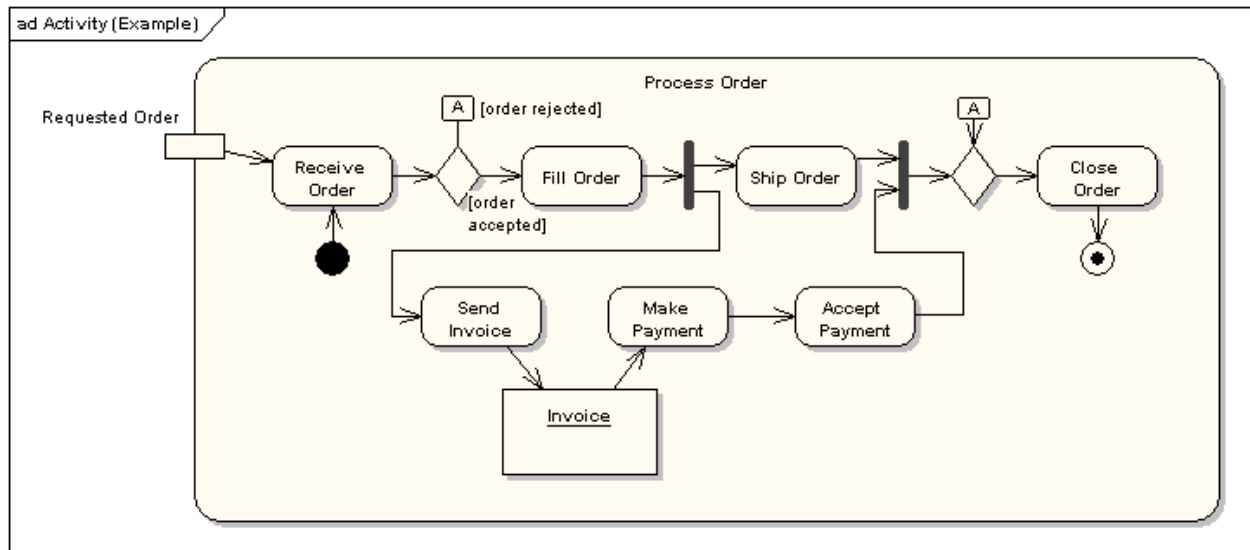 ad Activity (Example)
Process Order
Requested Order
A
[order rejected]
A
Receive
Order
Fill Order
Ship Order
Close
Order
[order
accepted]
Send
Invoice
Make
Payment
Accept
Payment
Invoice